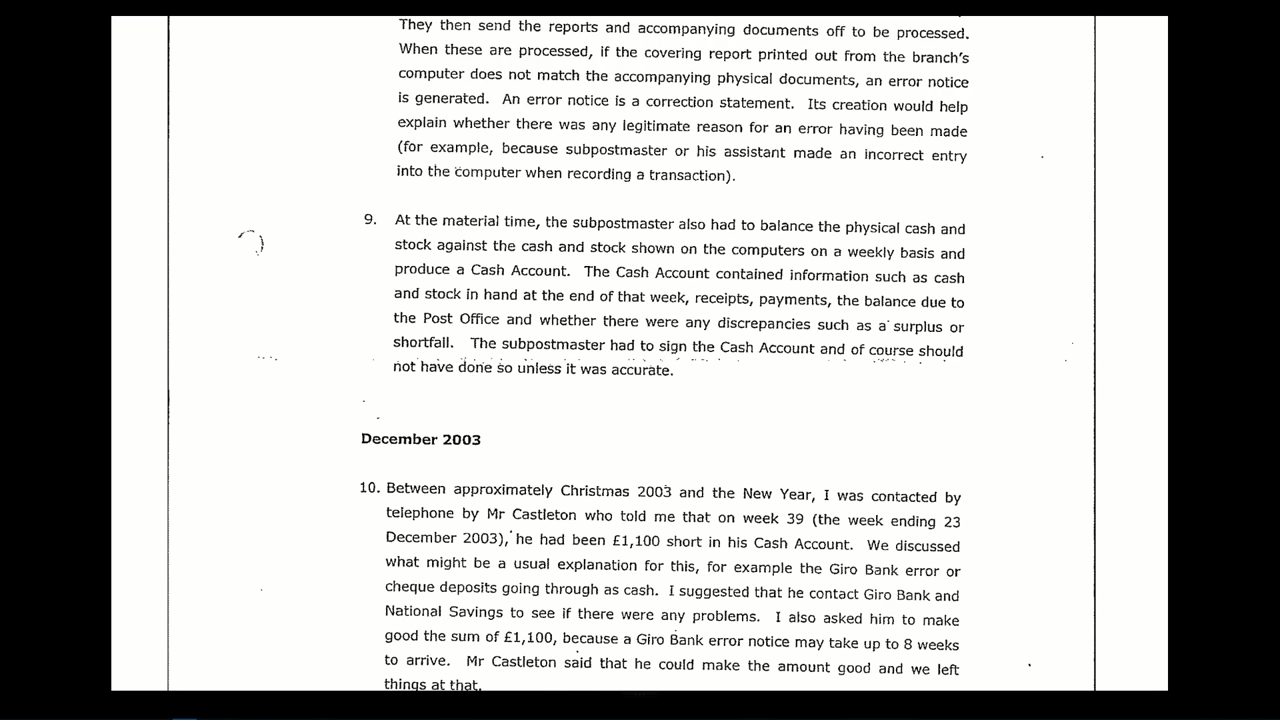 They then send the reports and accompanying documents off to be processed.
When these are processed, if the covering report printed out from the branch's
computer does not match the accompanying physical documents, an error notice
is generated. An error notice is a correction statement. Its creation would help
explain whether there was any legitimate reason for an error having been made
(for example, because subpostmaster or his assistant made an incorrect entry
into the computer when recording a transaction).
9. At the material time, the subpostmaster also had to balance the physical cash and
stock against the cash and stock shown on the computers on a weekly basis and
produce a Cash Account. The Cash Account contained information such as cash
and stock in hand at the end of that week, receipts, payments, the balance due to
the Post Office and whether there were any discrepancies such as a surplus or
shortfall. The subpostmaster had to sign the Cash Account and of course should
not have done so unless it was accurate.
December 2003
10. Between approximately Christmas 2003 and the New Year, I was contacted by
telephone by Mr Castleton who told me that on week 39 (the week ending 23
December 2003), he had been £1,100 short in his Cash Account. We discussed
what might be a usual explanation for this, for example the Giro Bank error or
cheque deposits going through as cash. I suggested that he contact Giro Bank and
National Savings to see if there were any problems. I also asked him to make
good the sum of £1,100, because a Giro Bank error notice may take up to 8 weeks
to arrive. Mr Castleton said that he could make the amount good and we left
things at that.